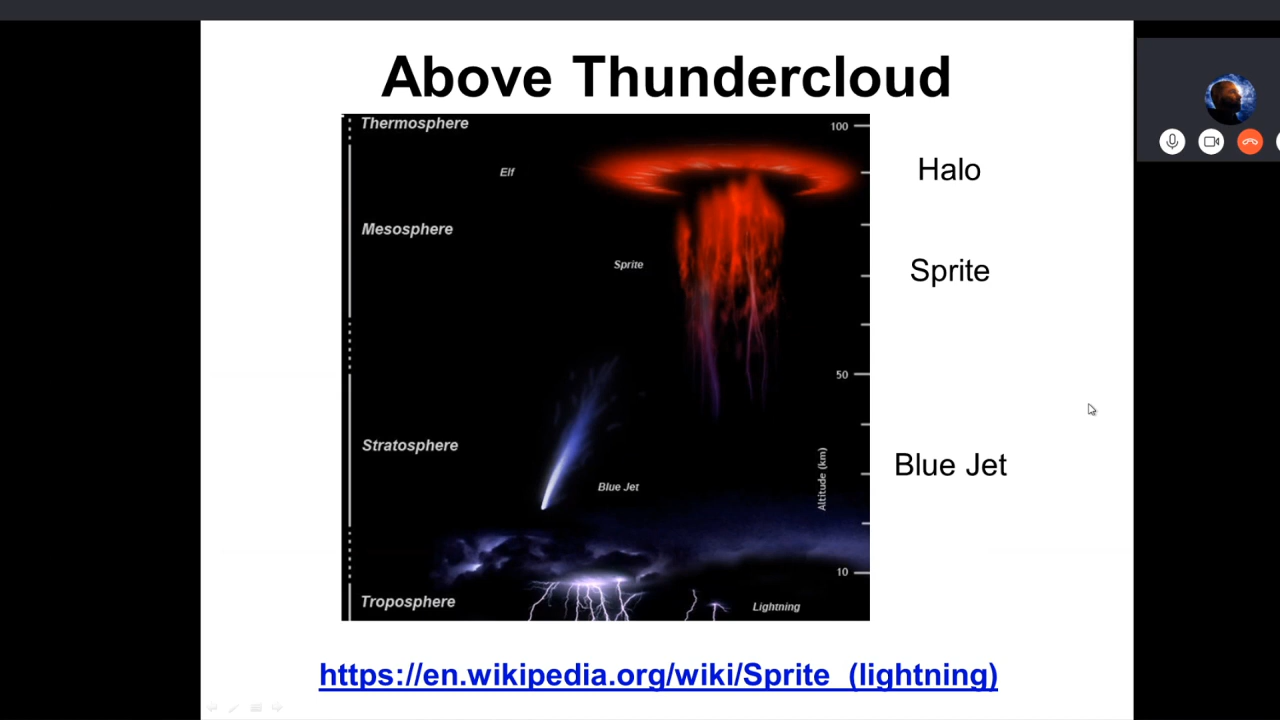 Above Thundercloud
Thermosphere
100
Elf
Halo
Mesosphere
Sprite
Sprite
50
Stratosphere
Altitude (km)
Blue Jet
Blue Jet
10
Troposphere
Lightning
https://en.wikipedia.org/wiki/Sprite_(lightning)